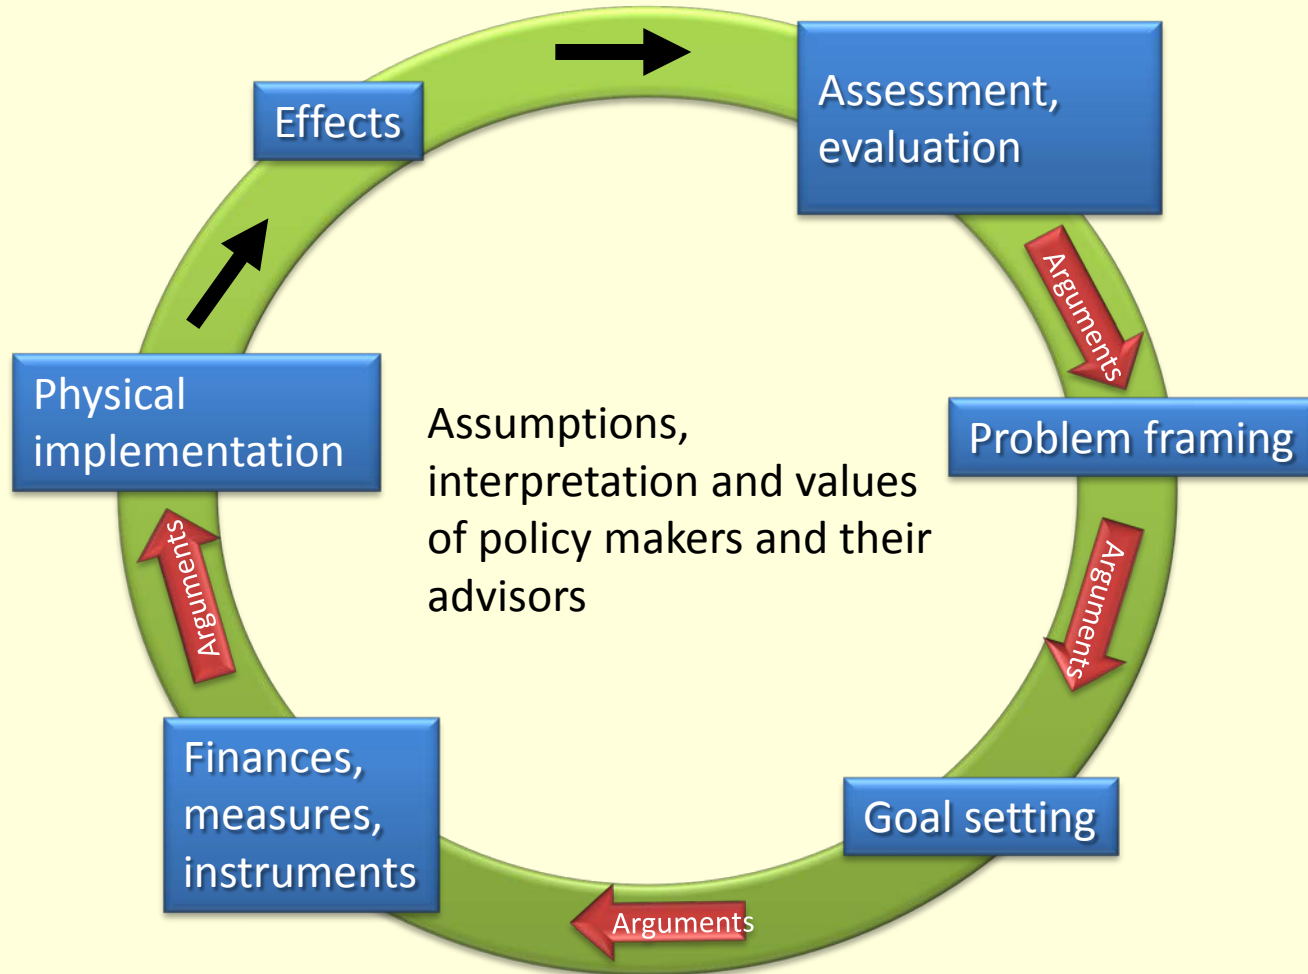 Effects
Assessment,
evaluation
Arguments
Problem framing
Arguments
Goal setting
Arguments
Finances,
measures,
instruments
Arguments
Physical
implementation
Assumptions,
interpretation and values
of policy makers and their
advisors